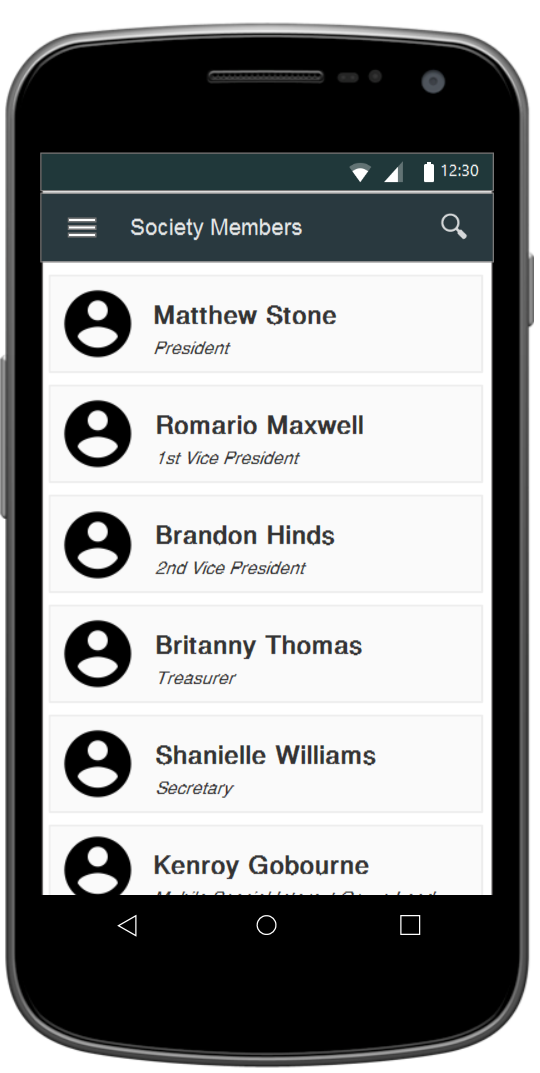 12:30
Society Members
Matthew Stone
President
Romario Maxwell
1st Vice President
Brandon Hinds
2nd Vice President
Britanny Thomas
Treasurer
Shanielle Williams
Secretary
Kenroy Gobourne